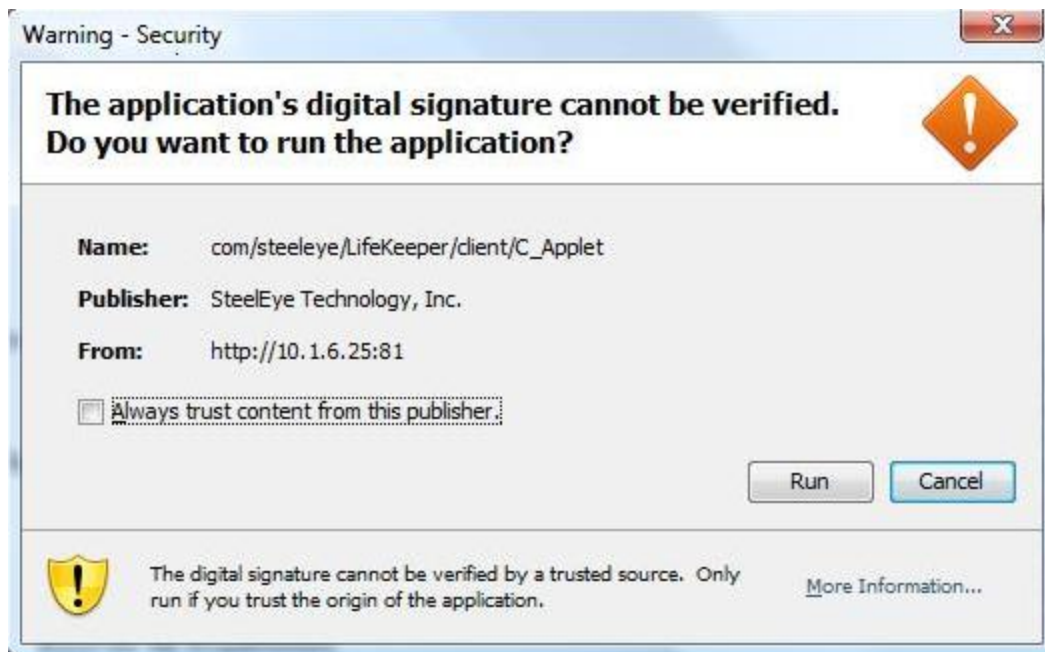 Warning - Security
The application's digital signature cannot be verified.
Do you want to run the application?
Name: com/steeleye/LifeKeeper/client/C_Applet
Publisher: SteelEye Technology, Inc.
From: http://10.1.6.25:81
Always trust content from this publisher.
Run Cancel
The digital signature cannot be verified by a trusted source. Only
run if you trust the origin of the application.
More Information...